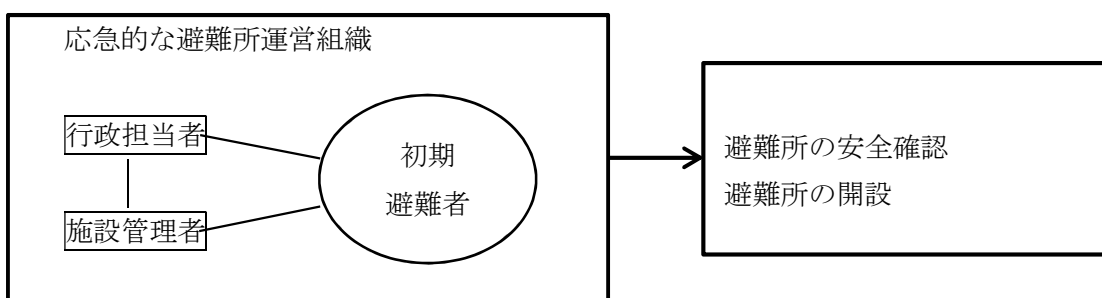 応急的な避難所運営組織
行政担当者
施設管理者
初期
避難者
避難所の安全確認
避難所の開設